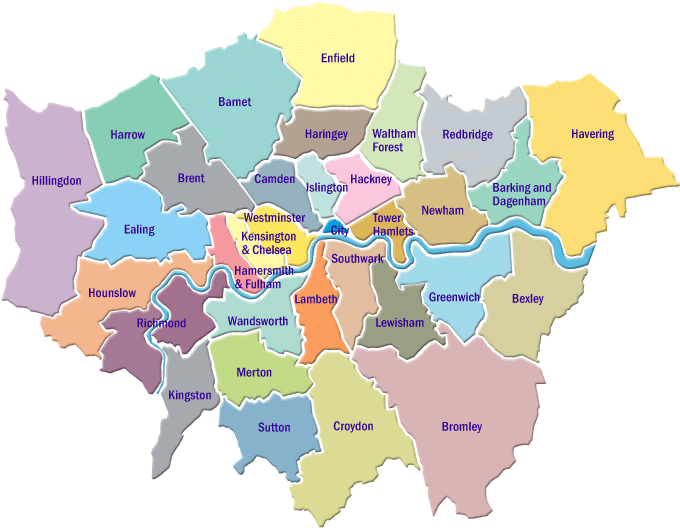 Enfield
Barnet
Harrow
Haringey
Waltham
Forest
Redbridge
Havering
Hillingdon
Brent
Camden
Islington
Hackney
Barking and
Dagenham
Ealing
Westminster
Kensington
& Chelsea
City
Tower
Hamlets
Newham
Hamersmith
& Fulham
Southwark
Hounslow
Richmond
Wandsworth
Lambeth
Lewisham
Greenwich
Bexley
Merton
Kingston
Sutton
Croydon
Bromley